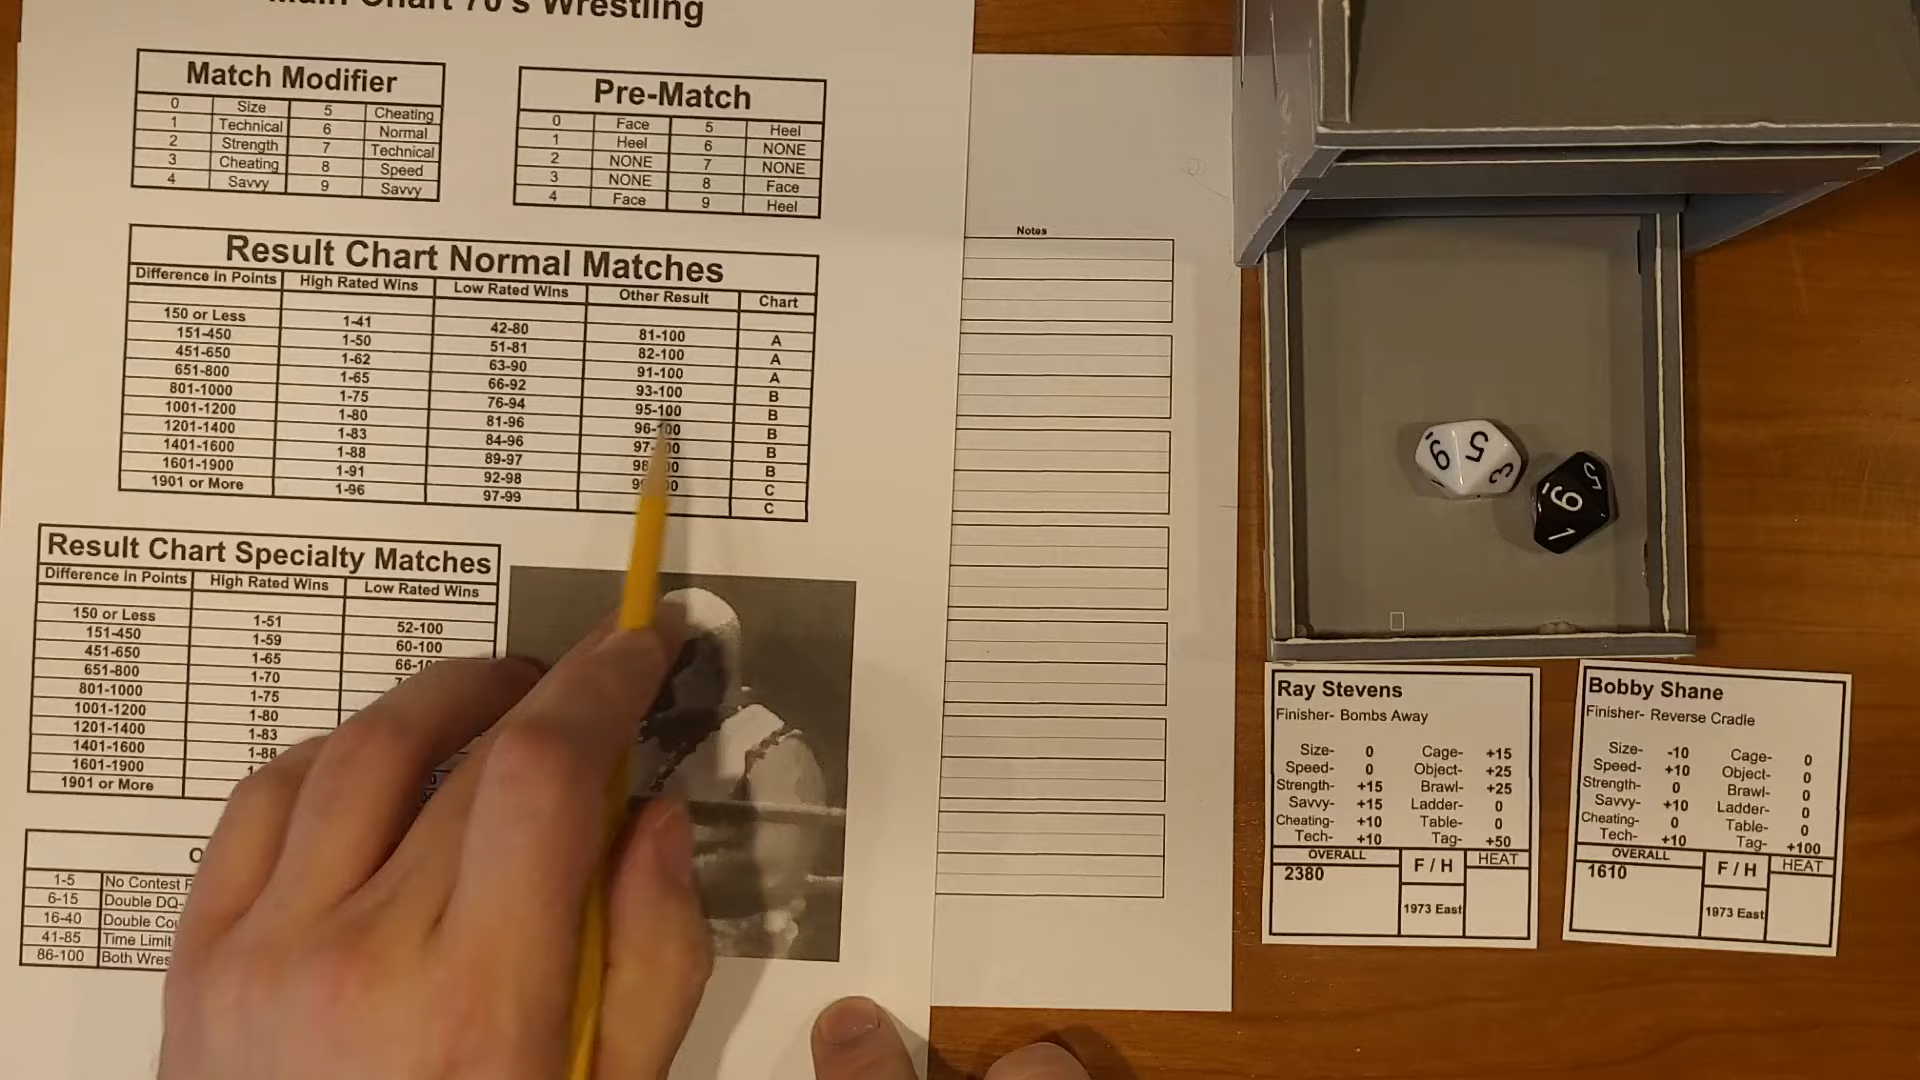 Main Chart 70's Wrestling
Match Modifier
0 Size 5 Cheating
1 Technical 6 Normal
2 Strength 7 Technical
3 Cheating 8 Speed
4 Savvy 9 Savvy
Pre-Match
0 Face 5 Heel
1 Heel 6 NONE
2 NONE 7 NONE
3 NONE 8 Face
4 Face 9 Heel
Result Chart Normal Matches
Difference in Points High Rated Wins Low Rated Wins Other Result Chart
150 or Less 1-41 42-80 81-100 A
151-450 1-50 51-81 82-100 A
451-650 1-62 63-90 91-100 A
651-800 1-65 66-92 93-100 B
801-1000 1-75 76-94 95-100 B
1001-1200 1-80 81-96 96-100 B
1201-1400 1-83 84-96 B
1401-1600 1-88 89-97 B
1601-1900 1-91 92-98 C
1901 or More 1-96 97-99 C
Result Chart Specialty Matches
Difference in Points High Rated Wins Low Rated Wins
150 or Less 1-51 52-100
151-450 1-59 60-100
451-650 1-65
651-800 1-70
801-1000 1-75
1001-1200 1-80
1201-1400 1-83
1401-1600 1-88
1601-1900
1901 or More
1-5 No Contest
6-15 Double DQ-
16-40 Double
41-85 Time Limit
86-100 Both
Notes
9 5 3
5 9 1
Ray Stevens
Finisher- Bombs Away
Size- 0 Cage- +15
Speed- 0 Object- +25
Strength- +15 Brawl- +25
Savvy- +15 Ladder- 0
Cheating- +10 Table- 0
Tech- +10 Tag- +50
OVERALL F / H HEAT
2380
1973 East
Bobby Shane
Finisher- Reverse Cradle
Size- -10 Cage- 0
Speed- +10 Object- 0
Strength- 0 Brawl- 0
Savvy- +10 Ladder- 0
Cheating- 0 Table- 0
Tech- +10 Tag- +100
OVERALL F / H HEAT
1610
1973 East